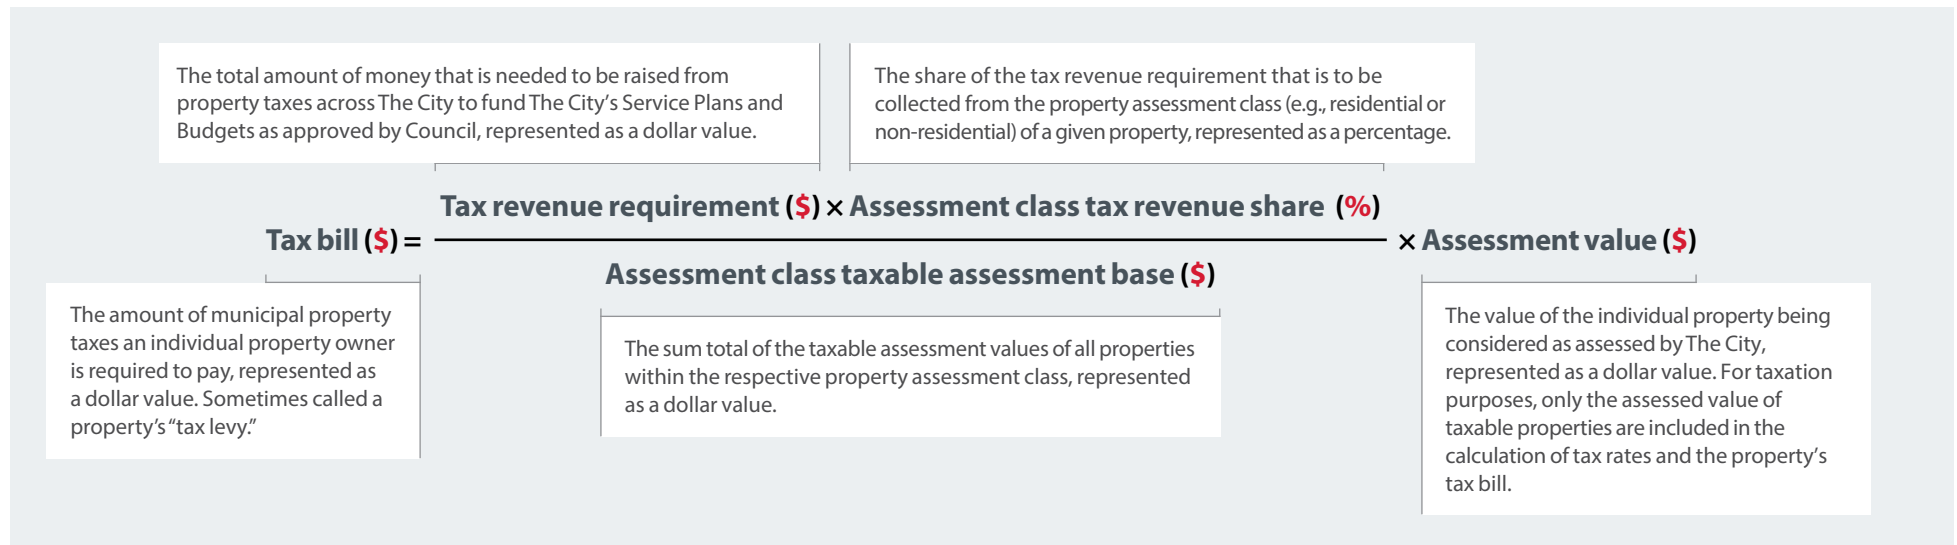 The total amount of money that is needed to be raised from
property taxes across The City to fund The City's Service Plans and
Budgets as approved by Council, represented as a dollar value.
The share of the tax revenue requirement that is to be
collected from the property assessment class (e.g., residential or
non-residential) of a given property, represented as a percentage.
Tax revenue requirement ($) × Assessment class tax revenue share (%)
Tax bill ($) =
× Assessment value ($)
Assessment class taxable assessment base ($)
The amount of municipal property
taxes an individual property owner
is required to pay, represented as
a dollar value. Sometimes called a
property's “tax levy.”
The sum total of the taxable assessment values of all properties
within the respective property assessment class, represented
as a dollar value.
The value of the individual property being
considered as assessed by The City,
represented as a dollar value. For taxation
purposes, only the assessed value of
taxable properties are included in the
calculation of tax rates and the property's
tax bill.